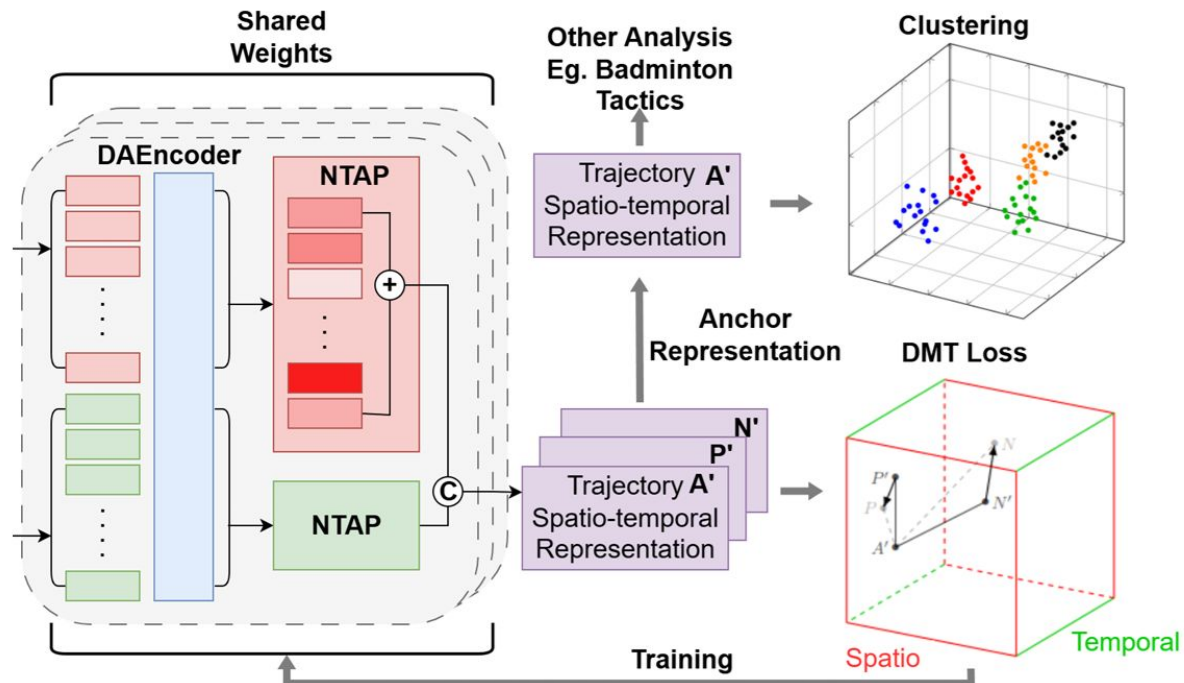 Shared
Weights
DAEncoder
NTAP
+
NTAP
C
Other Analysis
Eg. Badminton
Tactics
Trajectory A'
Spatio-temporal
Representation
Clustering
Anchor
Representation
N'
P'
Trajectory A'
Spatio-temporal
Representation
DMT Loss
N
P'
P
N'
A'
Spatio
Temporal
Training